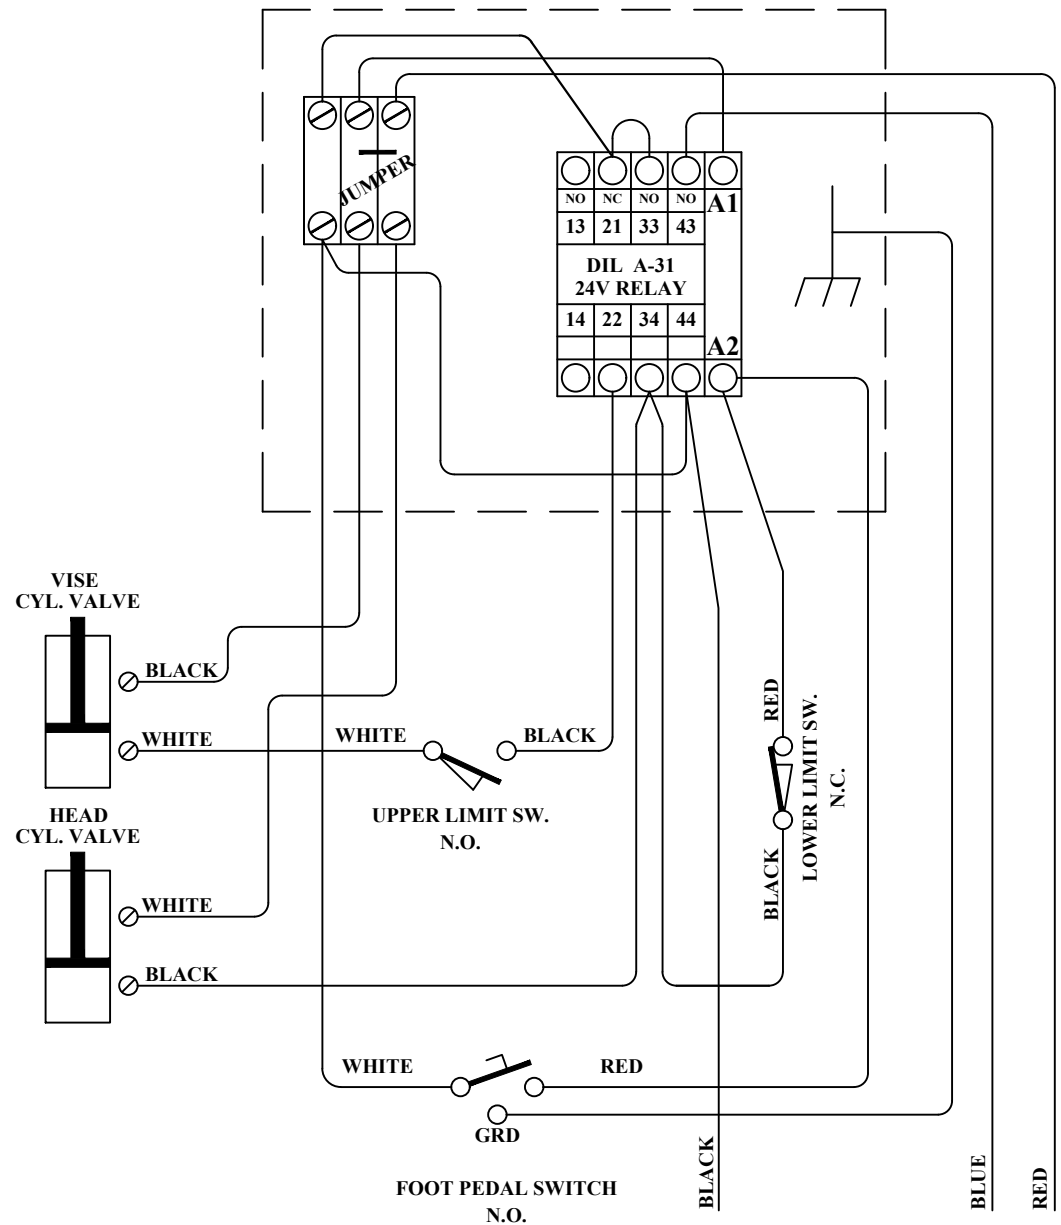 JUMPER
NO NC NO NO A1
13 21 33 43
DIL A-31
24V RELAY
14 22 34 44
A2
VISE
CYL. VALVE
BLACK
WHITE
WHITE
BLACK
UPPER LIMIT SW.
N.O.
RED
LOWER LIMIT SW.
N.C.
BLACK
HEAD
CYL. VALVE
WHITE
BLACK
WHITE
RED
GRD
FOOT PEDAL SWITCH
N.O.
BLACK
BLUE
RED